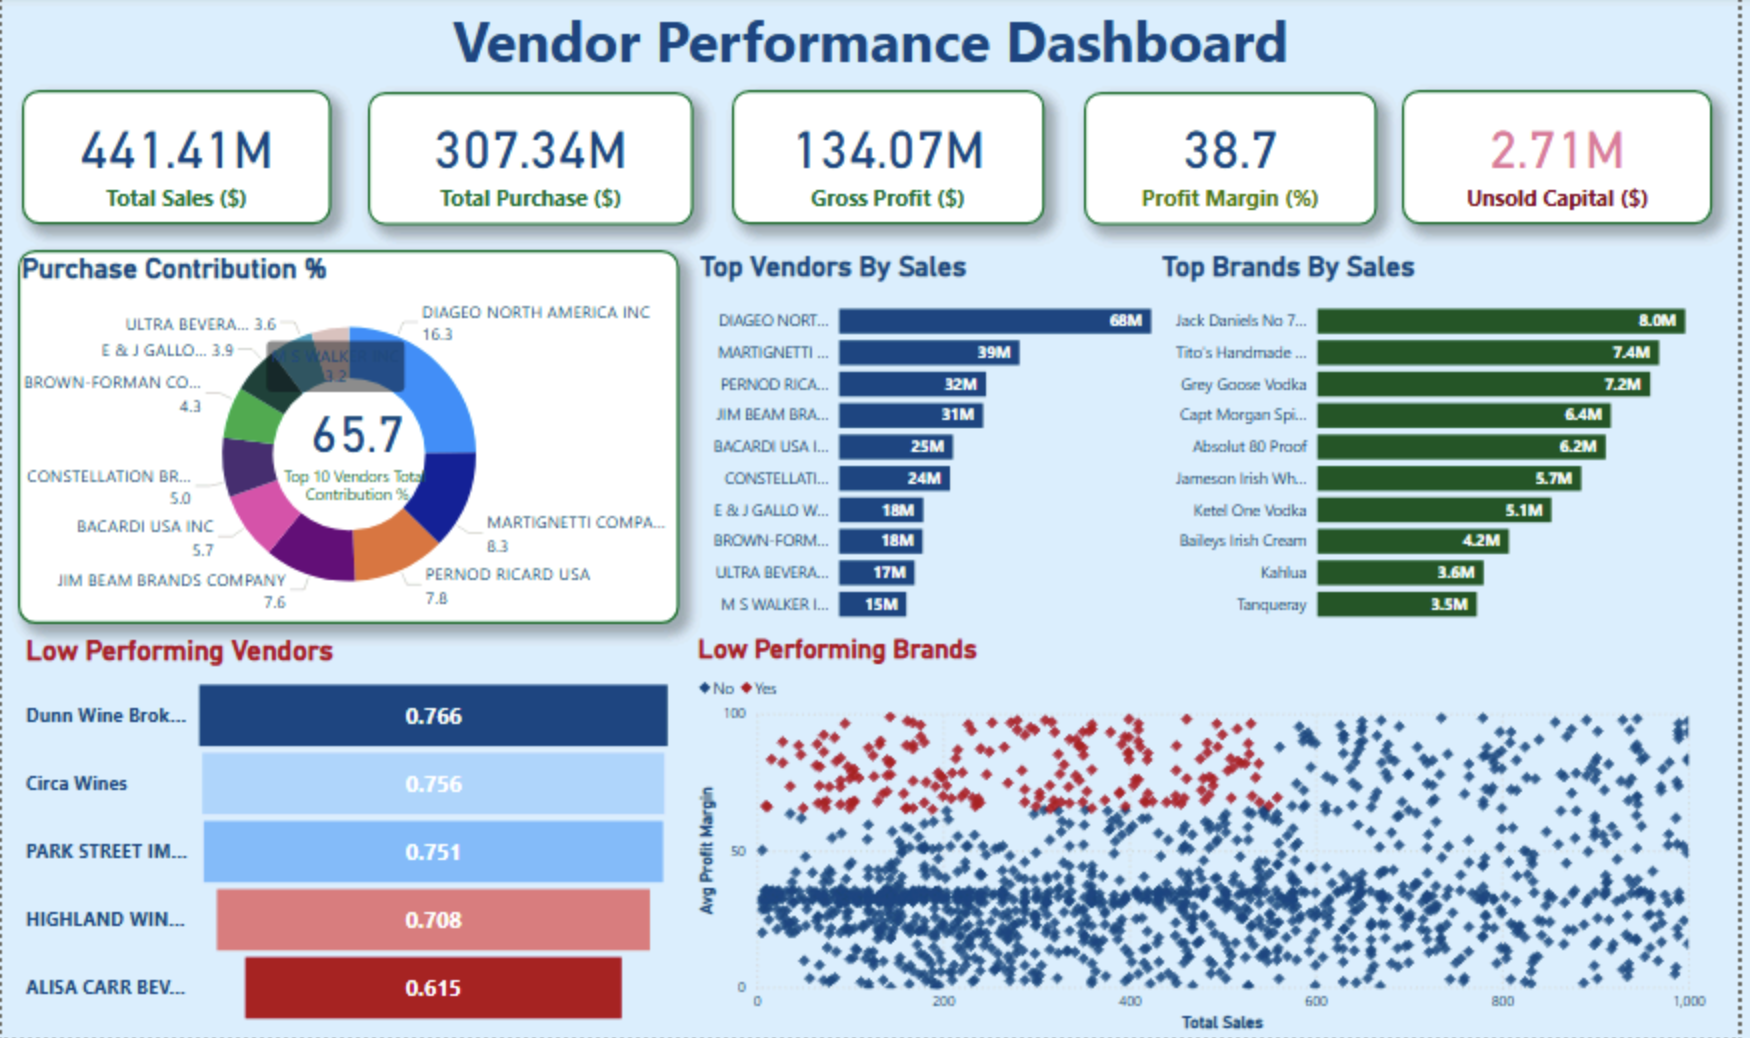 Vendor Performance Dashboard
441.41M
Total Sales ($)
307.34M
Total Purchase ($)
134.07M
Gross Profit ($)
38.7
Profit Margin (%)
2.71M
Unsold Capital ($)
Purchase Contribution %
DIAGEO NORTH AMERICA INC
16.3
MARTIGNETTI COMPA...
8.3
PERNOD RICARD USA
7.8
JIM BEAM BRANDS COMPANY
7.6
BACARDI USA INC
5.7
CONSTELLATION BR...
5.0
BROWN-FORMAN CO...
4.3
E & J GALLO... 3.9
ULTRA BEVERA... 3.6
M S WALKER INC
3.2
65.7
Top 10 Vendors Total
Contribution %
Top Vendors By Sales
DIAGEO NORT... 68M
MARTIGNETTI ... 39M
PERNOD RICA... 32M
JIM BEAM BRA... 31M
BACARDI USA I... 25M
CONSTELLATI... 24M
E & J GALLO W... 18M
BROWN-FORM... 18M
ULTRA BEVERA... 17M
M S WALKER I... 15M
Top Brands By Sales
Jack Daniels No 7... 8.0M
Tito's Handmade ... 7.4M
Grey Goose Vodka 7.2M
Capt Morgan Spi... 6.4M
Absolut 80 Proof 6.2M
Jameson Irish Wh... 5.7M
Ketel One Vodka 5.1M
Baileys Irish Cream 4.2M
Kahlua 3.6M
Tanqueray 3.5M
Low Performing Vendors
Dunn Wine Brok... 0.766
Circa Wines 0.756
PARK STREET IM... 0.751
HIGHLAND WIN... 0.708
ALISA CARR BEV... 0.615
Low Performing Brands
No Yes
100
50
0
Avg Profit Margin
0 200 400 600 800 1,000
Total Sales